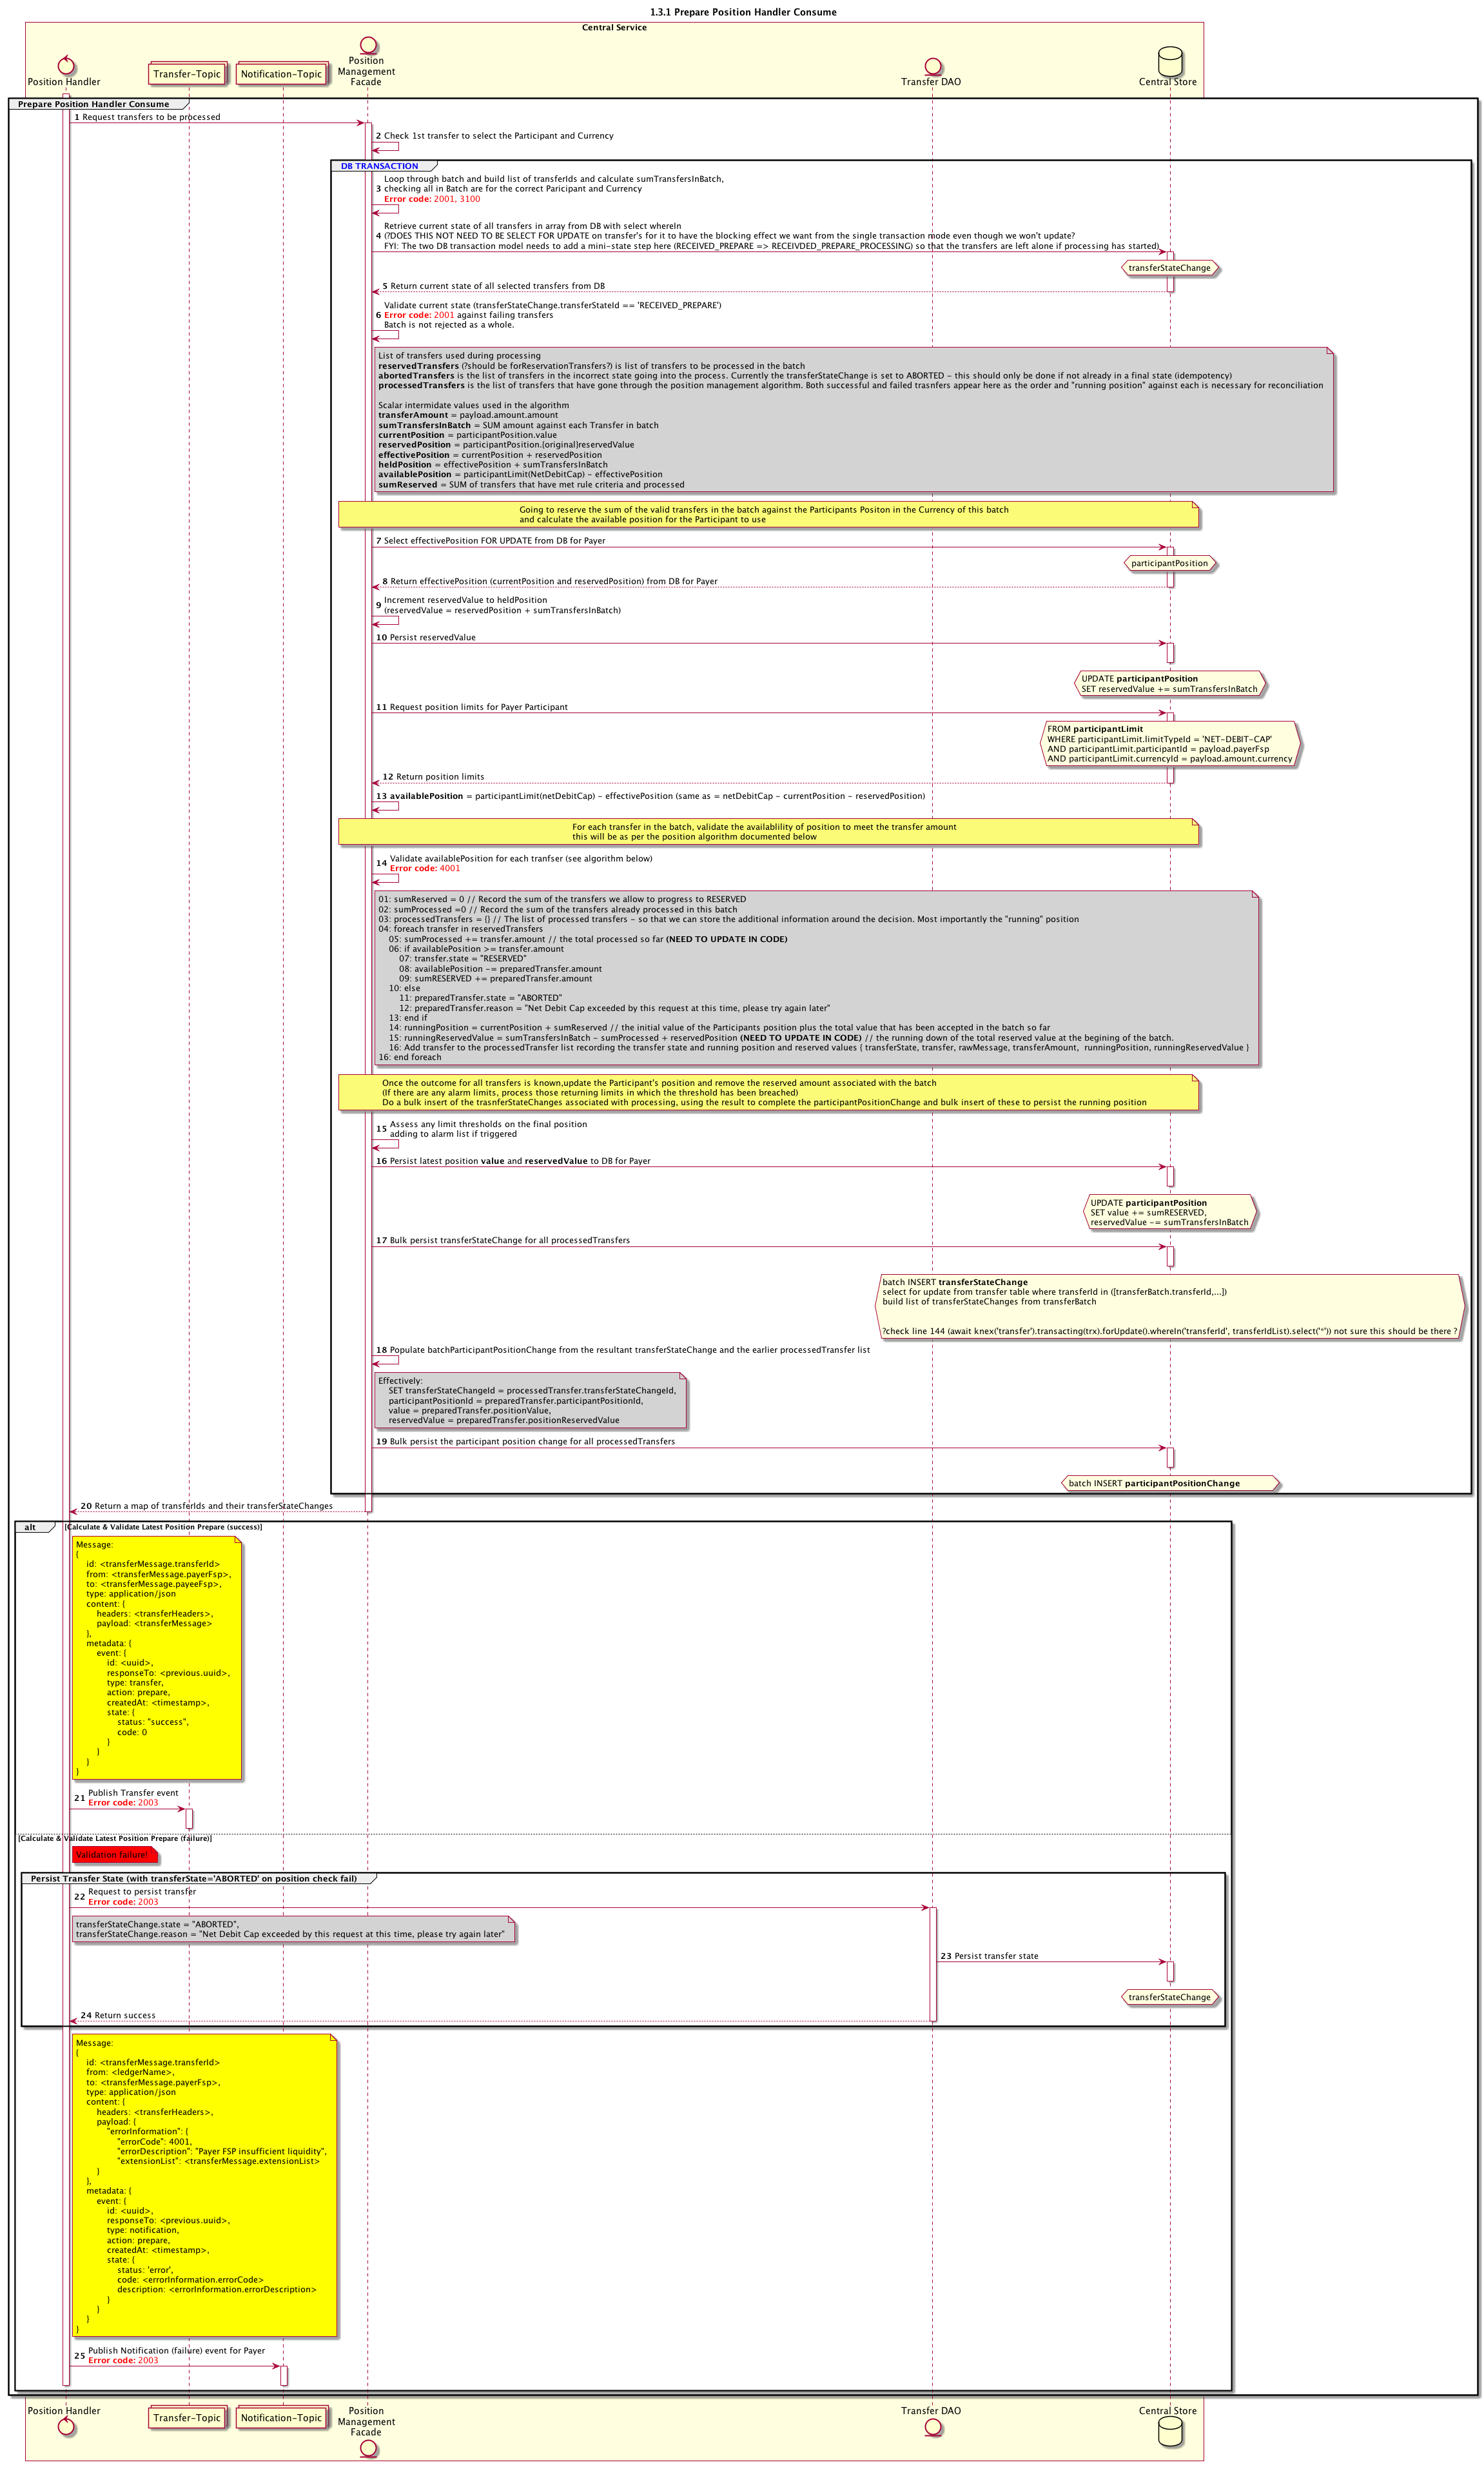 1.3.1 Prepare Position Handler Consume
Central Service
Position Handler
Transfer-Topic
Notification-Topic
Position
Management
Facade
Transfer DAO
Central Store
Prepare Position Handler Consume
1 Request transfers to be processed
2 Check 1st transfer to select the Participant and Currency
DB TRANSACTION
Loop through batch and build list of transferIds and calculate sumTransfersInBatch,
3 checking all in Batch are for the correct Paricipant and Currency
Error code: 2001, 3100
Retrieve current state of all transfers in array from DB with select whereIn
4 (?DOES THIS NOT NEED TO BE SELECT FOR UPDATE on transfer's for it to have the blocking effect we want from the single transaction mode even though we won't update?
FYI: The two DB transaction model needs to add a mini-state step here (RECEIVED_PREPARE => RECEIVDED_PREPARE_PROCESSING) so that the transfers are left alone if processing has started)
transferStateChange
5 Return current state of all selected transfers from DB
Validate current state (transferStateChange.transferStateId == 'RECEIVED_PREPARE')
6 Error code: 2001 against failing transfers
Batch is not rejected as a whole.
List of transfers used during processing
reservedTransfers (?should be forReservationTransfers?) is list of transfers to be processed in the batch
abortedTransfers is the list of transfers in the incorrect state going into the process. Currently the transferStateChange is set to ABORTED - this should only be done if not already in a final state (idempotency)
processedTransfers is the list of transfers that have gone through the position management algorithm. Both successful and failed trasnfers appear here as the order and "running position" against each is necessary for reconciliation
Scalar intermidate values used in the algorithm
transferAmount = payload.amount.amount
sumTransfersInBatch = SUM amount against each Transfer in batch
currentPosition = participantPosition.value
reservedPosition = participantPosition.{original}reservedValue
effectivePosition = currentPosition + reservedPosition
heldPosition = effectivePosition + sumTransfersInBatch
availablePosition = participantLimit(NetDebitCap) - effectivePosition
sumReserved = SUM of transfers that have met rule criteria and processed
Going to reserve the sum of the valid transfers in the batch against the Participants Positon in the Currency of this batch
and calculate the available position for the Participant to use
7 Select effectivePosition FOR UPDATE from DB for Payer
participantPosition
8 Return effectivePosition (currentPosition and reservedPosition) from DB for Payer
9 Increment reservedValue to heldPosition
(reservedValue = reservedPosition + sumTransfersInBatch)
10 Persist reservedValue
UPDATE participantPosition
SET reservedValue += sumTransfersInBatch
11 Request position limits for Payer Participant
FROM participantLimit
WHERE participantLimit.limitTypeId = 'NET-DEBIT-CAP'
AND participantLimit.participantId = payload.payerFsp
AND participantLimit.currencyId = payload.amount.currency
12 Return position limits
13 availablePosition = participantLimit(netDebitCap) - effectivePosition (same as = netDebitCap - currentPosition - reservedPosition)
For each transfer in the batch, validate the availablility of position to meet the transfer amount
this will be as per the position algorithm documented below
14 Validate availablePosition for each tranfser (see algorithm below)
Error code: 4001
01: sumReserved = 0 // Record the sum of the transfers we allow to progress to RESERVED
02: sumProcessed =0 // Record the sum of the transfers already processed in this batch
03: processedTransfers = {} // The list of processed transfers - so that we can store the additional information around the decision. Most importantly the "running" position
04: foreach transfer in reservedTransfers
05: sumProcessed += transfer.amount // the total processed so far (NEED TO UPDATE IN CODE)
06: if availablePosition >= transfer.amount
07: transfer.state = "RESERVED"
08: availablePosition -= preparedTransfer.amount
09: sumRESERVED += preparedTransfer.amount
10: else
11: preparedTransfer.state = "ABORTED"
12: preparedTransfer.reason = "Net Debit Cap exceeded by this request at this time, please try again later"
13: end if
14: runningPosition = currentPosition + sumReserved // the initial value of the Participants position plus the total value that has been accepted in the batch so far
15: runningReservedValue = sumTransfersInBatch - sumProcessed + reservedPosition (NEED TO UPDATE IN CODE) // the running down of the total reserved value at the begining of the batch.
16: Add transfer to the processedTransfer list recording the transfer state and running position and reserved values { transferState, transfer, rawMessage, transferAmount, runningPosition, runningReservedValue }
16: end foreach
Once the outcome for all transfers is known,update the Participant's position and remove the reserved amount associated with the batch
(If there are any alarm limits, process those returning limits in which the threshold has been breached)
Do a bulk insert of the trasnferStateChanges associated with processing, using the result to complete the participantPositionChange and bulk insert of these to persist the running position
15 Assess any limit thresholds on the final position
adding to alarm list if triggered
16 Persist latest position value and reservedValue to DB for Payer
UPDATE participantPosition
SET value += sumRESERVED,
reservedValue -= sumTransfersInBatch
17 Bulk persist transferStateChange for all processedTransfers
batch INSERT transferStateChange
select for update from transfer table where transferId in ([transferBatch.transferId,...])
build list of transferStateChanges from transferBatch
?check line 144 (await knex('transfer').transacting(trx).forUpdate().whereIn('transferId', transferIdList).select('*')) not sure this should be there ?
18 Populate batchParticipantPositionChange from the resultant transferStateChange and the earlier processedTransfer list
Effectively:
SET transferStateChangeId = processedTransfer.transferStateChangeId,
participantPositionId = preparedTransfer.participantPositionId,
value = preparedTransfer.positionValue,
reservedValue = preparedTransfer.positionReservedValue
19 Bulk persist the participant position change for all processedTransfers
batch INSERT participantPositionChange
20 Return a map of transferIds and their transferStateChanges
alt [Calculate & Validate Latest Position Prepare (success)]
Message:
{
id: <transferMessage.transferId>
from: <transferMessage.payerFsp>,
to: <transferMessage.payeeFsp>,
type: application/json
content: {
headers: <transferHeaders>,
payload: <transferMessage>
},
metadata: {
event: {
id: <uuid>,
responseTo: <previous.uuid>,
type: transfer,
action: prepare,
createdAt: <timestamp>,
state: {
status: "success",
code: 0
}
}
}
}
21 Publish Transfer event
Error code: 2003
[Calculate & Validate Latest Position Prepare (failure)]
Validation failure!
Persist Transfer State (with transferState='ABORTED' on position check fail)
22 Request to persist transfer
Error code: 2003
transferStateChange.state = "ABORTED",
transferStateChange.reason = "Net Debit Cap exceeded by this request at this time, please try again later"
23 Persist transfer state
transferStateChange
24 Return success
Message:
{
id: <transferMessage.transferId>
from: <ledgerName>,
to: <transferMessage.payerFsp>,
type: application/json
content: {
headers: <transferHeaders>,
payload: {
"errorInformation": {
"errorCode": 4001,
"errorDescription": "Payer FSP insufficient liquidity",
"extensionList": <transferMessage.extensionList>
}
},
metadata: {
event: {
id: <uuid>,
responseTo: <previous.uuid>,
type: notification,
action: prepare,
createdAt: <timestamp>,
state: {
status: 'error',
code: <errorInformation.errorCode>
description: <errorInformation.errorDescription>
}
}
}
}
25 Publish Notification (failure) event for Payer
Error code: 2003
Position Handler
Transfer-Topic
Notification-Topic
Position
Management
Facade
Transfer DAO
Central Store